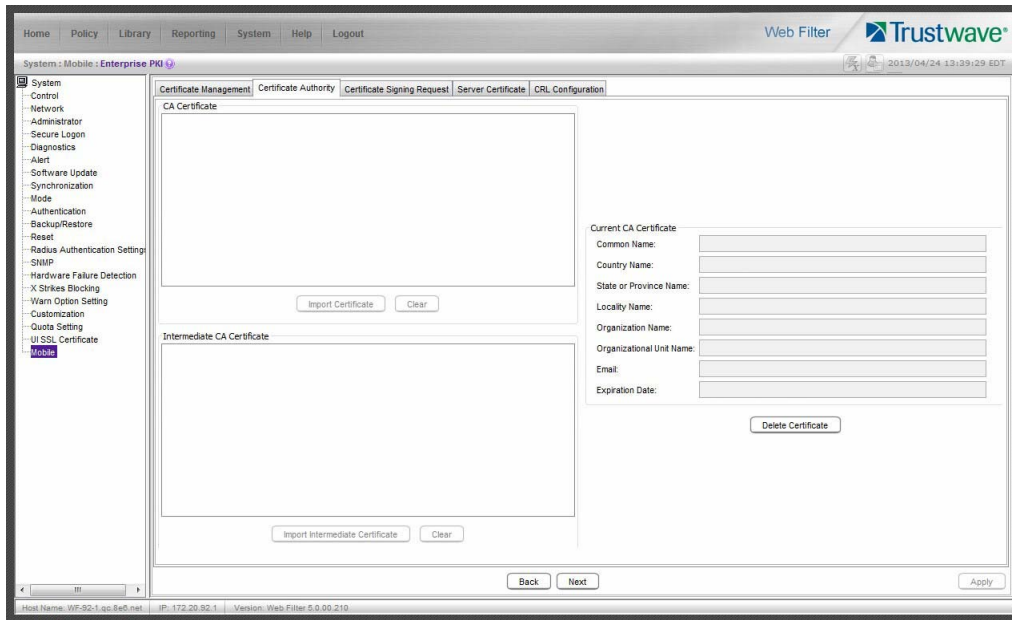 Home Policy Library Reporting System Help Logout
Web Filter
Trustwave®
System : Mobile : Enterprise PKI
2013/04/24 13:39:29 EDT
System
Control
Network
Administrator
Secure Logon
Diagnostics
Alert
Software Update
Synchronization
Mode
Authentication
Backup/Restore
Reset
Radius Authentication Settings
SNMP
Hardware Failure Detection
X Strikes Blocking
Warn Option Setting
Customization
Quota Setting
UI SSL Certificate
Mobile
Certificate Management Certificate Authority Certificate Signing Request Server Certificate CRL Configuration
CA Certificate
Import Certificate Clear
Intermediate CA Certificate
Import Intermediate Certificate Clear
Current CA Certificate
Common Name:
Country Name:
State or Province Name:
Locality Name:
Organization Name:
Organizational Unit Name:
Email:
Expiration Date:
Delete Certificate
Back Next
Apply
Host Name: WF-92-1.qc.8e6.net IP: 172.20.92.1 Version: Web Filter 5.0.00.210